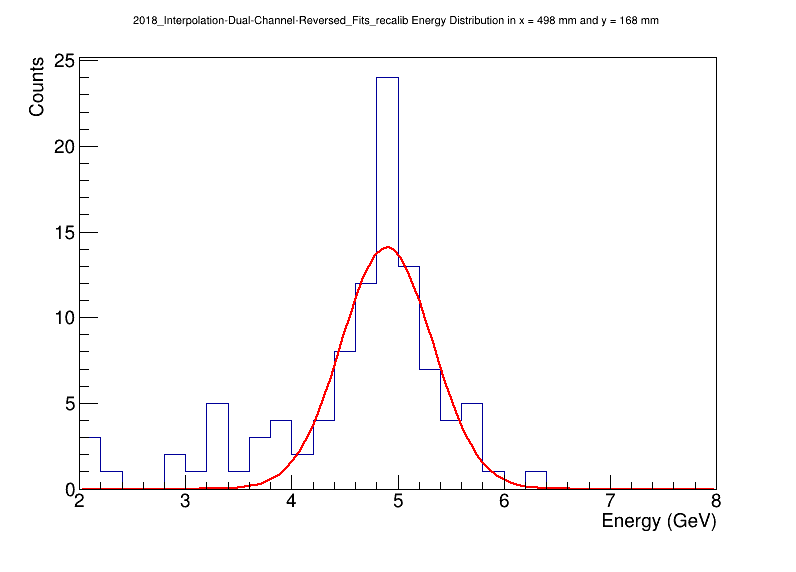 2018_Interpolation-Dual-Channel-Reversed_Fits_recalib Energy Distribution in x = 498 mm and y = 168 mm
Counts
25
20
15
10
5
0
2 3 4 5 6 7 8
Energy (GeV)